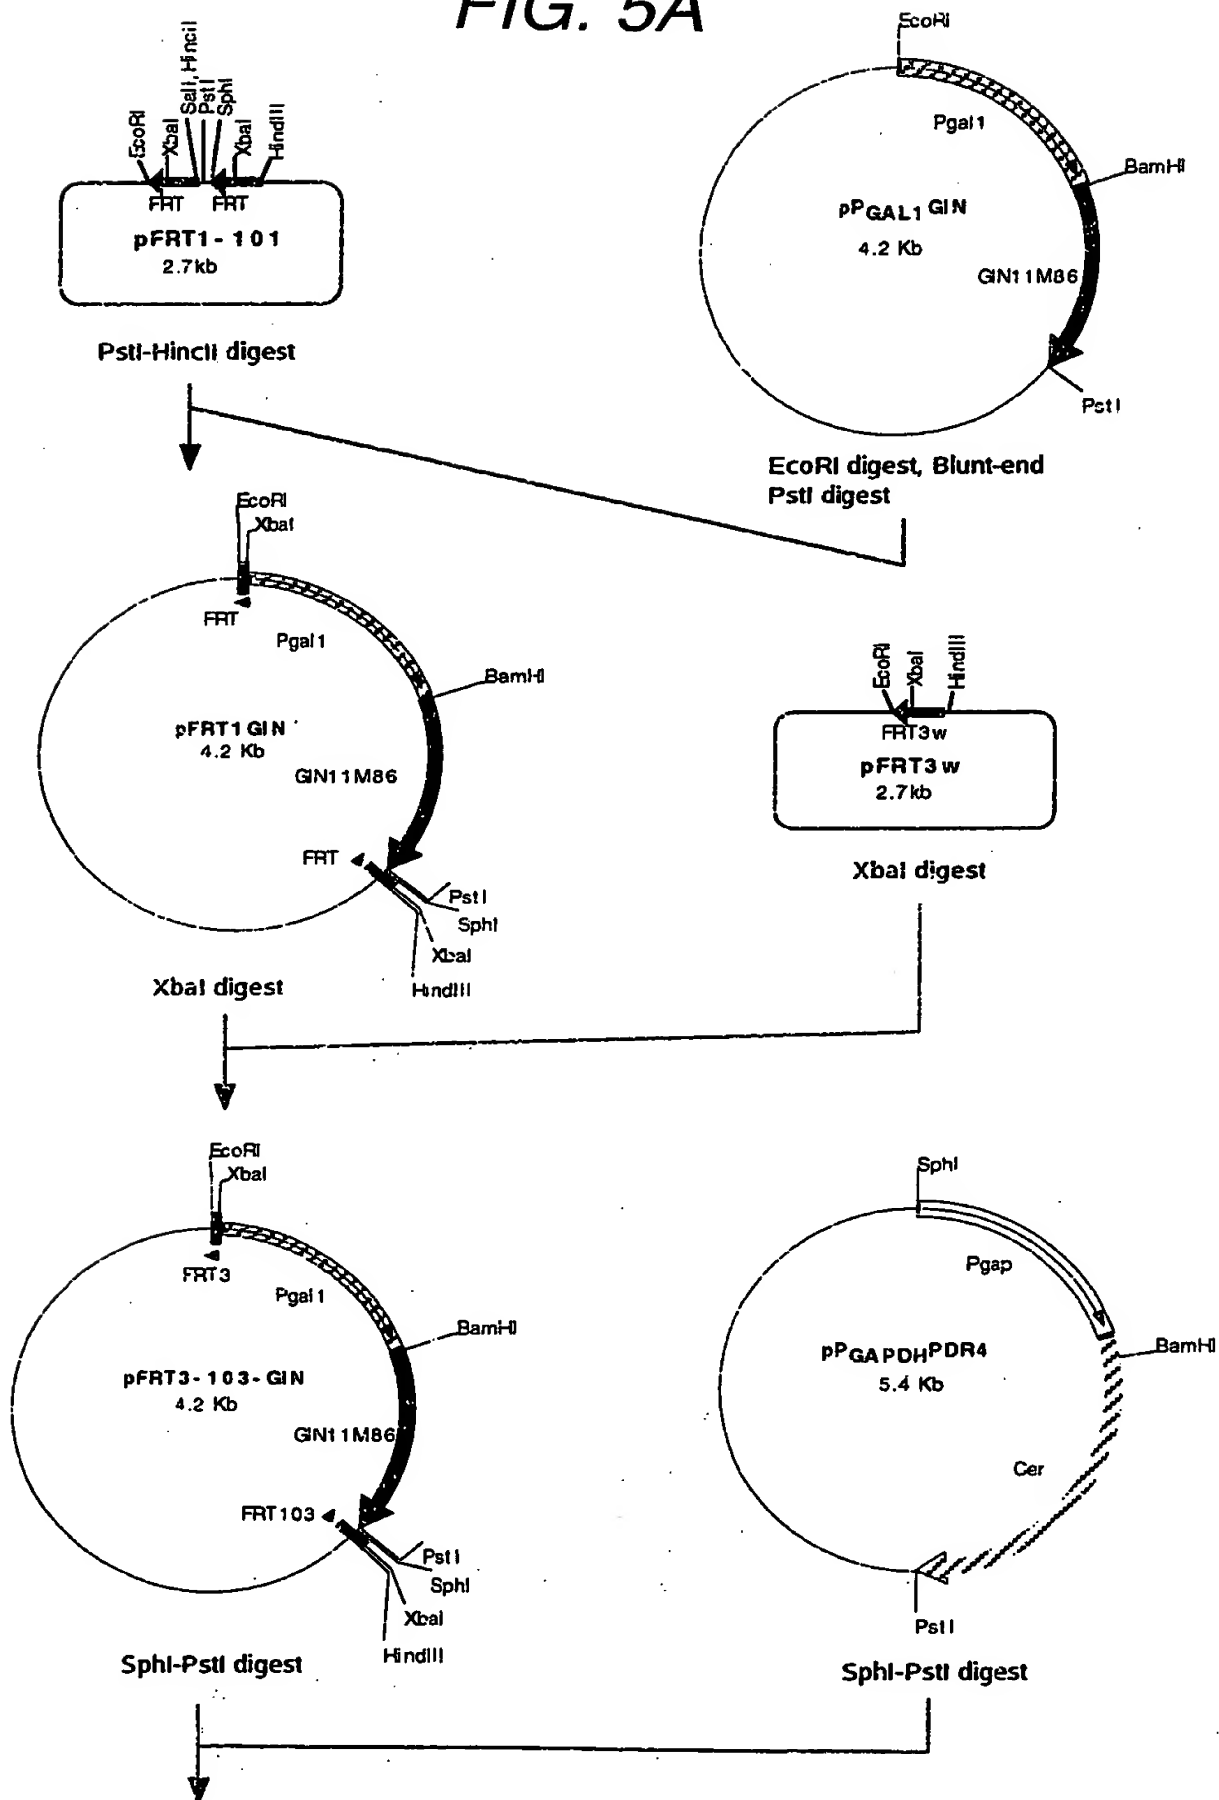 FIG. 5A
EcoRI
XbaI
SalI, HincII
PstI
SphI
XbaI
HindIII
FRT
FRT
pFRT1-101
2.7kb
PstI-HincII digest
EcoRI
Pgal1
BamHI
pPGAL1GIN
4.2 Kb
GIN11M86
PstI
EcoRI digest, Blunt-end
PstI digest
EcoRI
XbaI
FRT
Pgal1
BamHI
pFRT1GIN
4.2 Kb
GIN11M86
FRT
PstI
SphI
XbaI
HindIII
XbaI digest
EcoRI
XbaI
HindIII
FRT3w
pFRT3w
2.7kb
XbaI digest
EcoRI
XbaI
FRT3
Pgal1
BamHI
pFRT3-103-GIN
4.2 Kb
GIN11M86
FRT103
PstI
SphI
XbaI
HindIII
SphI-PstI digest
SphI
Pgap
BamHI
pPGAPDHPDR4
5.4 Kb
Cer
PstI
SphI-PstI digest